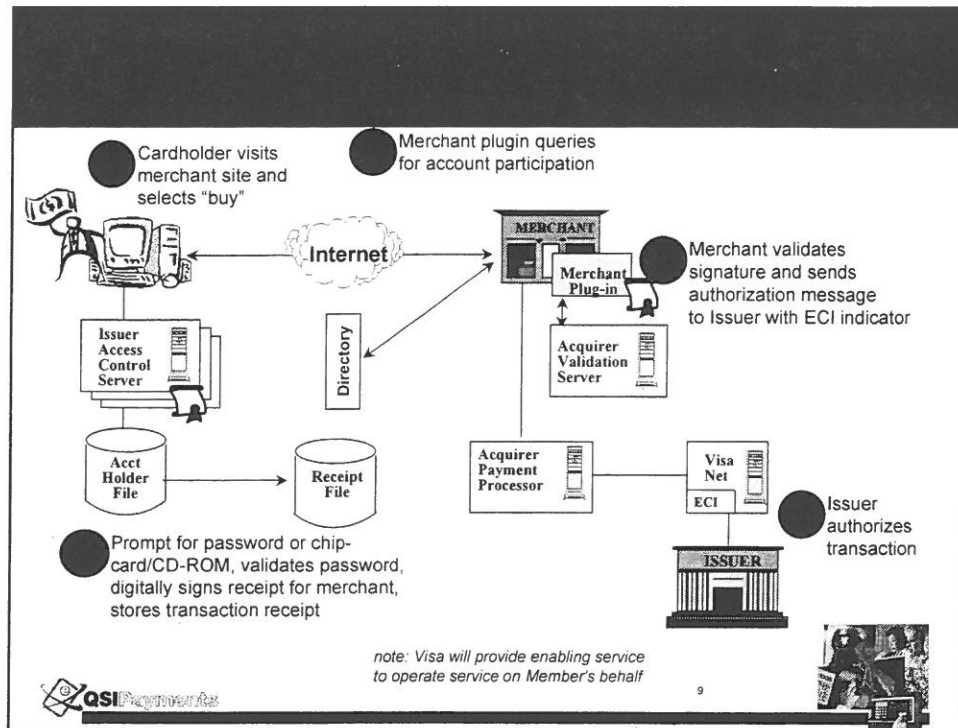 Cardholder visits
merchant site and
selects “buy”
Merchant plugin queries
for account participation
Internet
MERCHANT
Merchant
Plug-in
Merchant validates
signature and sends
authorization message
to Issuer with ECI indicator
Issuer
Access
Control
Server
Directory
Acquirer
Validation
Server
Acct
Holder
File
Receipt
File
Acquirer
Payment
Processor
Visa
Net
ECI
Issuer
authorizes
transaction
ISSUER
Prompt for password or chip-
card/CD-ROM, validates password,
digitally signs receipt for merchant,
stores transaction receipt
note: Visa will provide enabling service
to operate service on Member's behalf
9
QSIPayments